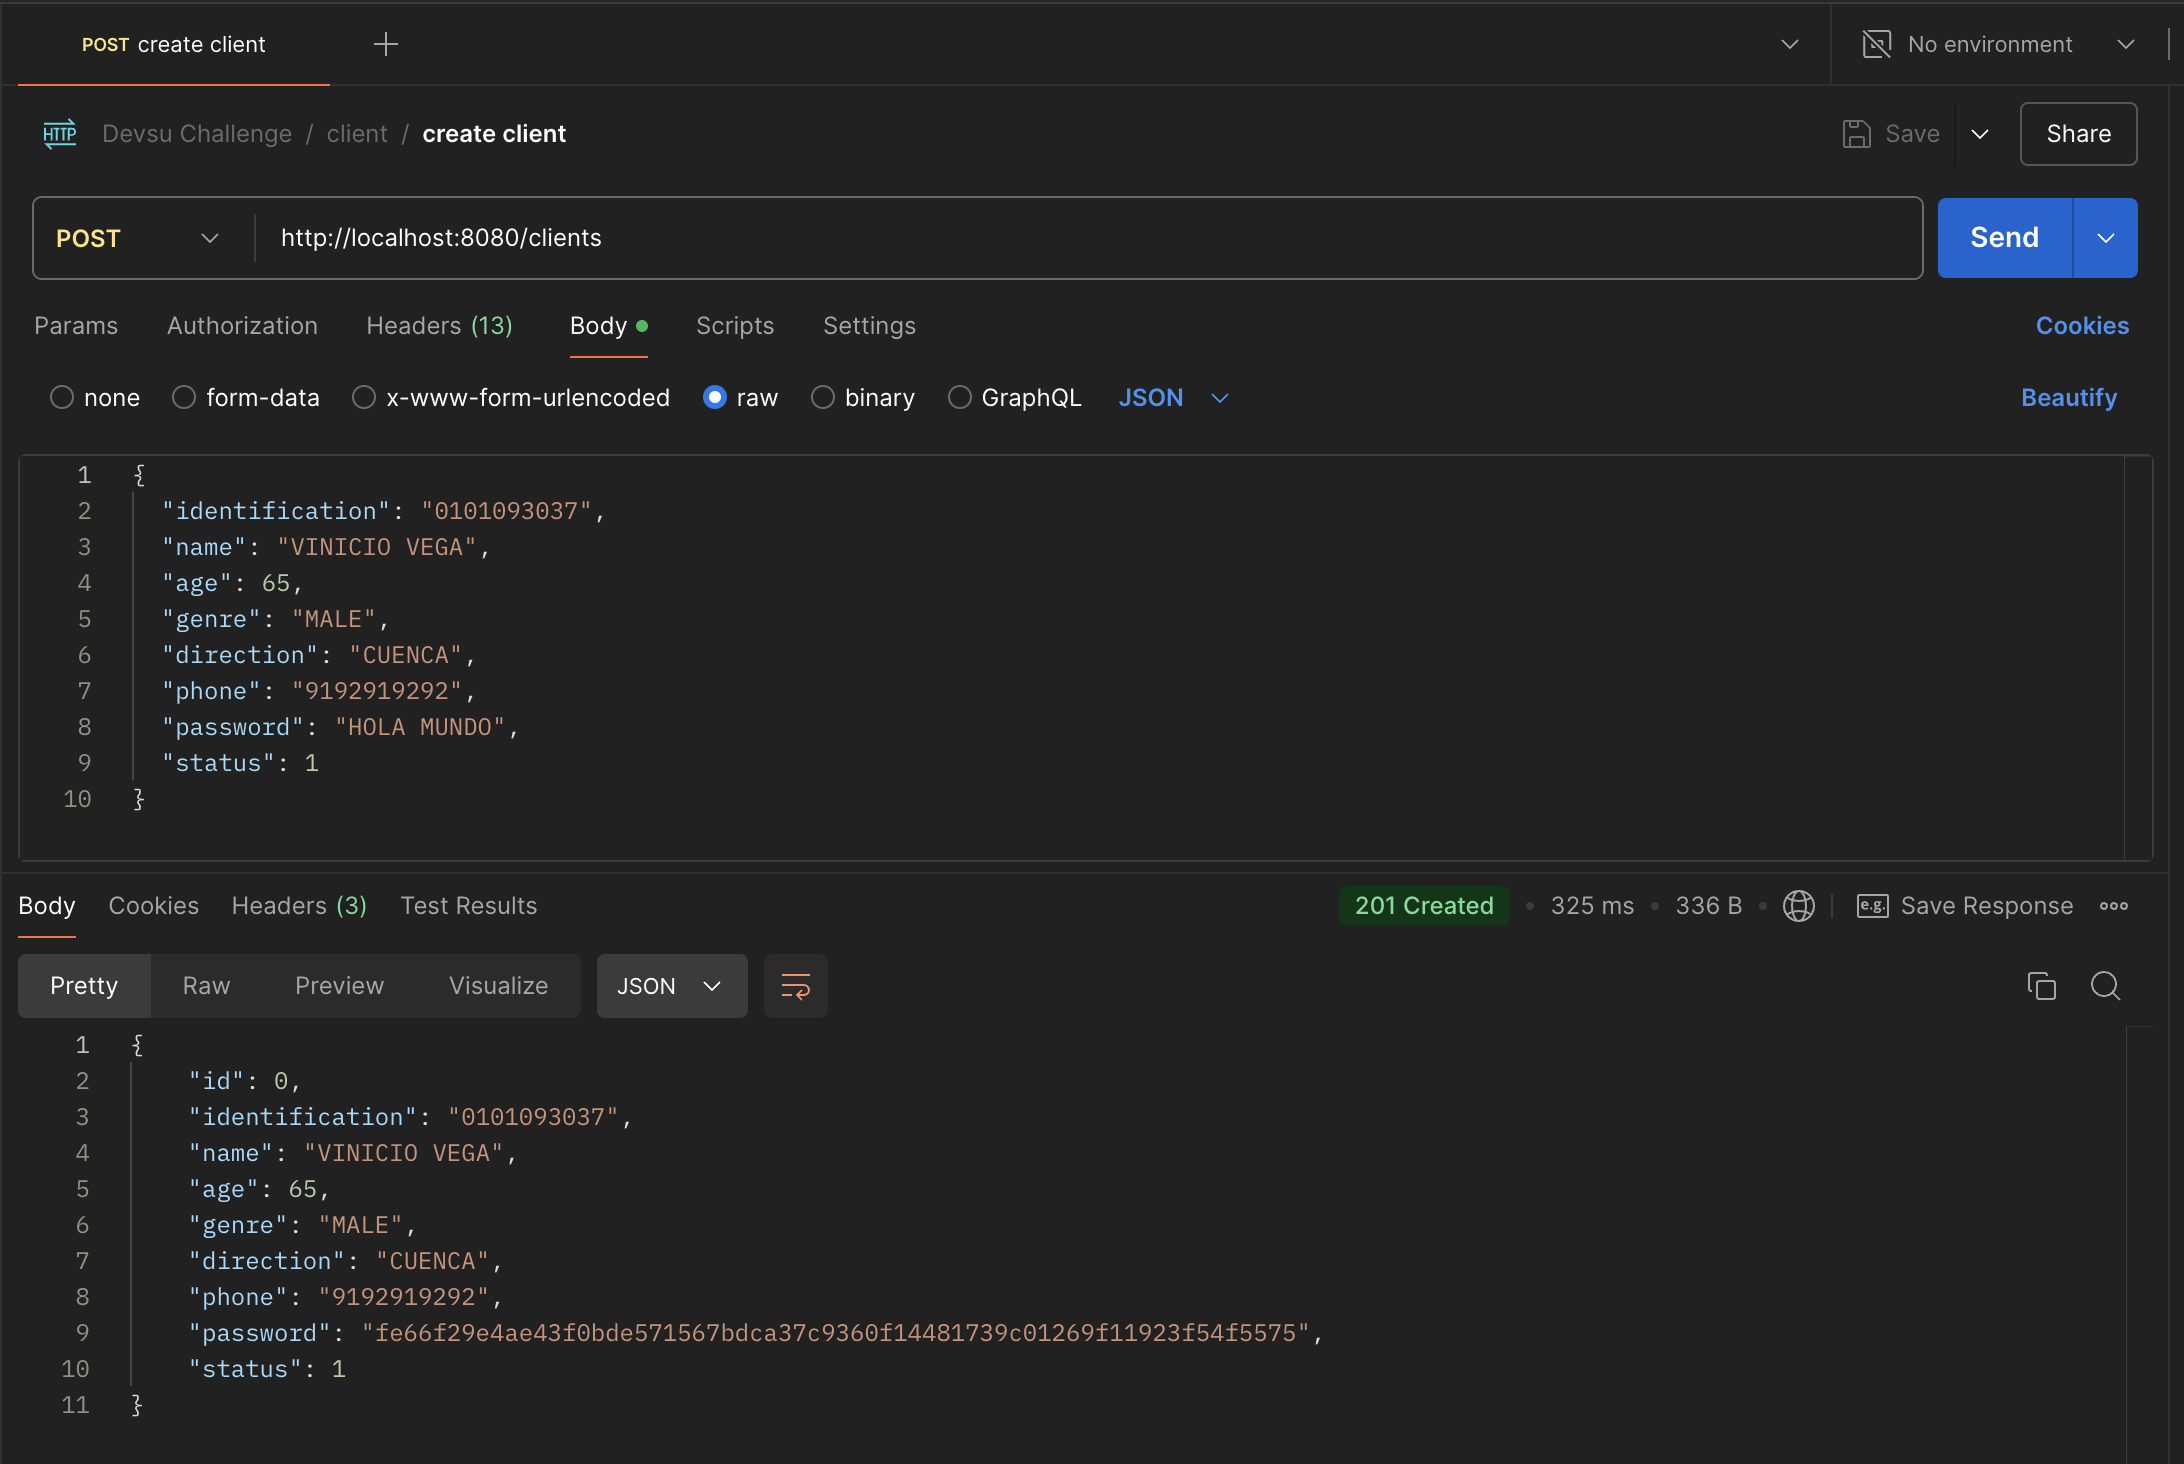 POST create client
No environment
HTTP Devsu Challenge / client / create client
Save
Share
POST http://localhost:8080/clients
Send
Params Authorization Headers (13) Body Scripts Settings Cookies
none form-data x-www-form-urlencoded raw binary GraphQL JSON Beautify
1 {
2 "identification": "0101093037",
3 "name": "VINICIO VEGA",
4 "age": 65,
5 "genre": "MALE",
6 "direction": "CUENCA",
7 "phone": "9192919292",
8 "password": "HOLA MUNDO",
9 "status": 1
10 }
Body Cookies Headers (3) Test Results 201 Created 325 ms 336 B e.g. Save Response
Pretty Raw Preview Visualize JSON
1 {
2 "id": 0,
3 "identification": "0101093037",
4 "name": "VINICIO VEGA",
5 "age": 65,
6 "genre": "MALE",
7 "direction": "CUENCA",
8 "phone": "9192919292",
9 "password": "fe66f29e4ae43f0bde571567bdca37c9360f14481739c01269f11923f54f5575",
10 "status": 1
11 }